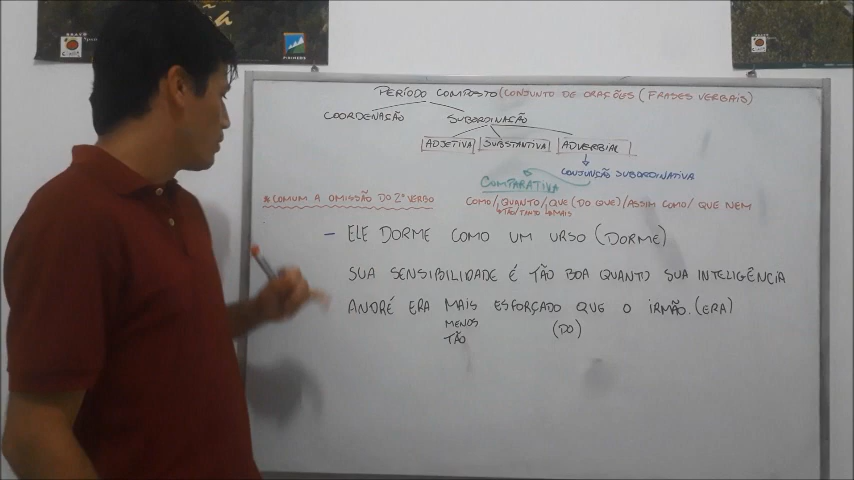 PERÍODO COMPOSTO (CONJUNTO DE ORAÇÕES (FRASES VERBAIS)
COORDENAÇÃO SUBORDINAÇÃO
ADJETIVA SUBSTANTIVA ADVERBIAL
CONJUNÇÃO SUBORDINATIVA
COMPARATIVA
*COMUM A OMISSÃO DO 2º VERBO
COMO/QUANTO/QUE (DO QUE)/ASSIM COMO/QUE NEM
TÃO/TANTO MAIS
- ELE DORME COMO UM URSO (DORME)
SUA SENSIBILIDADE É TÃO BOA QUANTO SUA INTELIGÊNCIA
ANDRÉ ERA MAIS ESFORÇADO QUE O IRMÃO. (ERA)
MENOS (DO)
TÃO